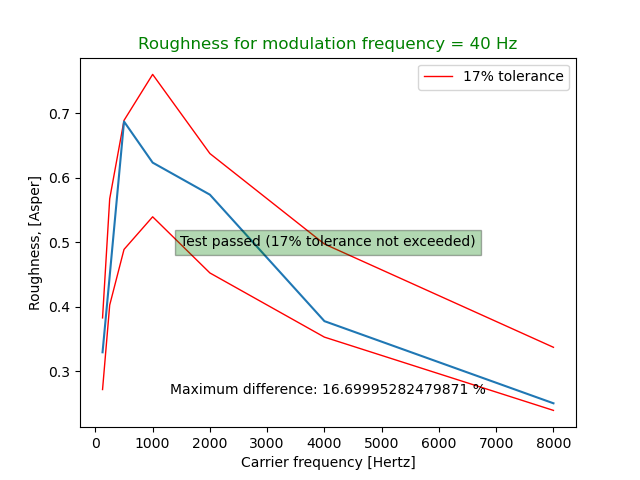 Roughness for modulation frequency = 40 Hz
17% tolerance
0.7
0.6
0.5
0.4
0.3
Roughness, [Asper]
Test passed (17% tolerance not exceeded)
Maximum difference: 16.69995282479871 %
0 1000 2000 3000 4000 5000 6000 7000 8000
Carrier frequency [Hertz]